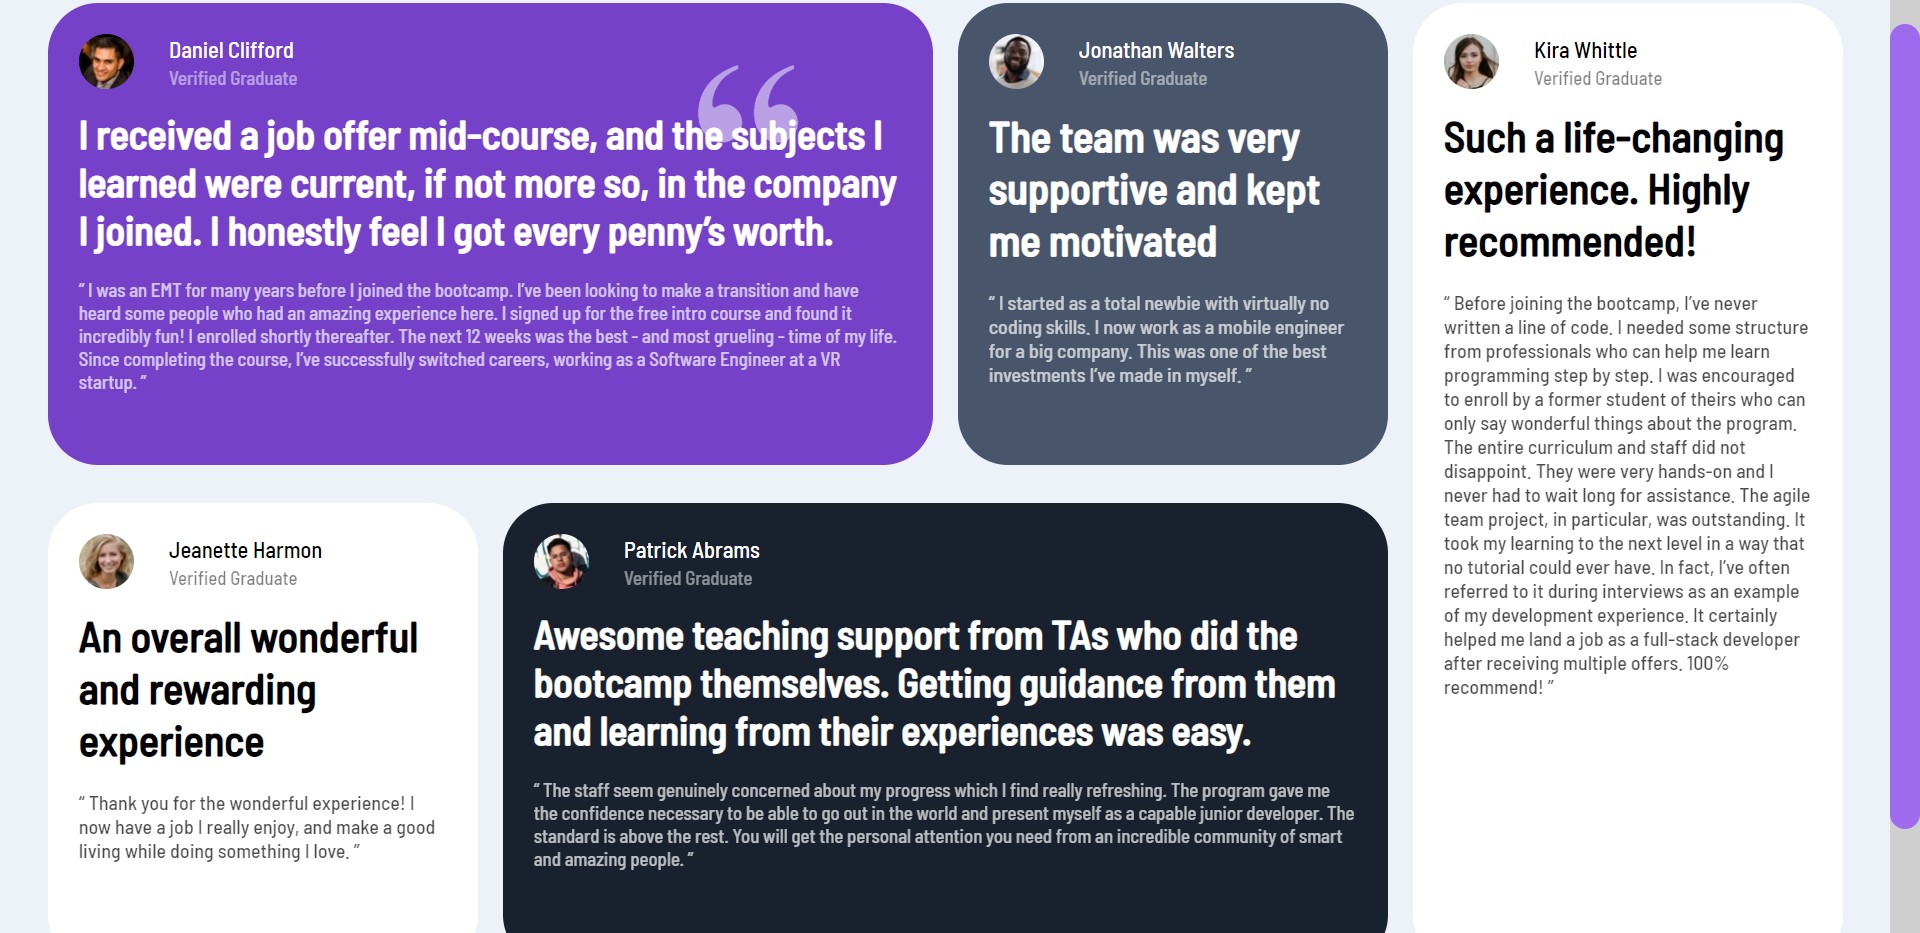 Daniel Clifford
Verified Graduate
I received a job offer mid-course, and the subjects I
learned were current, if not more so, in the company
I joined. I honestly feel I got every penny’s worth.
“ I was an EMT for many years before I joined the bootcamp. I’ve been looking to make a transition and have
heard some people who had an amazing experience here. I signed up for the free intro course and found it
incredibly fun! I enrolled shortly thereafter. The next 12 weeks was the best - and most grueling - time of my life.
Since completing the course, I’ve successfully switched careers, working as a Software Engineer at a VR
startup. ”
Jonathan Walters
Verified Graduate
The team was very
supportive and kept
me motivated
“ I started as a total newbie with virtually no
coding skills. I now work as a mobile engineer
for a big company. This was one of the best
investments I’ve made in myself. ”
Kira Whittle
Verified Graduate
Such a life-changing
experience. Highly
recommended!
“ Before joining the bootcamp, I’ve never
written a line of code. I needed some structure
from professionals who can help me learn
programming step by step. I was encouraged
to enroll by a former student of theirs who can
only say wonderful things about the program.
The entire curriculum and staff did not
disappoint. They were very hands-on and I
never had to wait long for assistance. The agile
team project, in particular, was outstanding. It
took my learning to the next level in a way that
no tutorial could ever have. In fact, I’ve often
referred to it during interviews as an example
of my development experience. It certainly
helped me land a job as a full-stack developer
after receiving multiple offers. 100%
recommend! ”
Jeanette Harmon
Verified Graduate
An overall wonderful
and rewarding
experience
“ Thank you for the wonderful experience! I
now have a job I really enjoy, and make a good
living while doing something I love. ”
Patrick Abrams
Verified Graduate
Awesome teaching support from TAs who did the
bootcamp themselves. Getting guidance from them
and learning from their experiences was easy.
“ The staff seem genuinely concerned about my progress which I find really refreshing. The program gave me
the confidence necessary to be able to go out in the world and present myself as a capable junior developer. The
standard is above the rest. You will get the personal attention you need from an incredible community of smart
and amazing people. ”